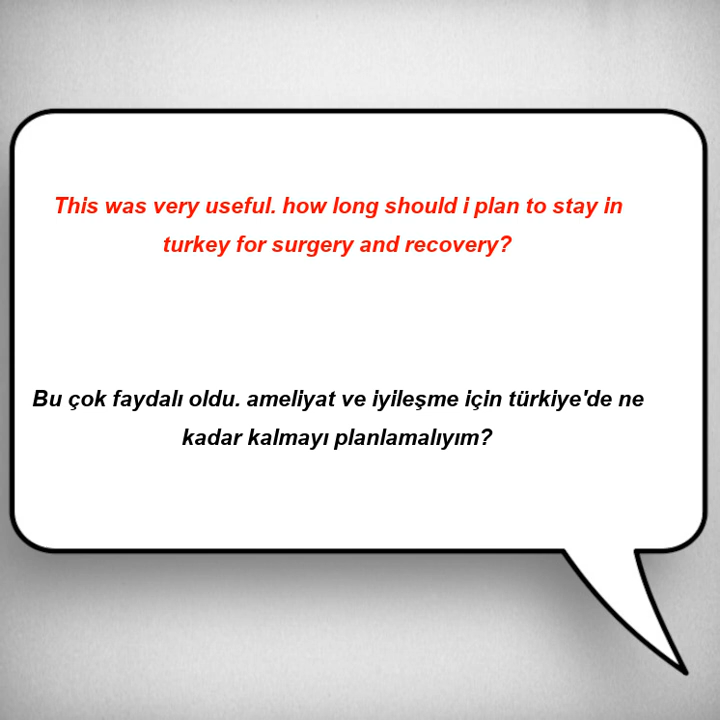 This was very useful. how long should i plan to stay in
turkey for surgery and recovery?
Bu çok faydalı oldu. ameliyat ve iyileşme için türkiye'de ne
kadar kalmayı planlamalıyım?